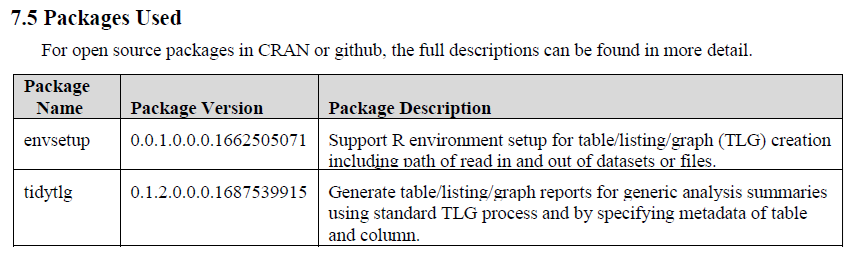 7.5 Packages Used
For open source packages in CRAN or github, the full descriptions can be found in more detail.
Package Name Package Version Package Description
envsetup 0.0.1.0.0.0.1662505071 Support R environment setup for table/listing/graph (TLG) creation
including path of read in and out of datasets or files.
tidytlg 0.1.2.0.0.0.1687539915 Generate table/listing/graph reports for generic analysis summaries
using standard TLG process and by specifying metadata of table
and column.